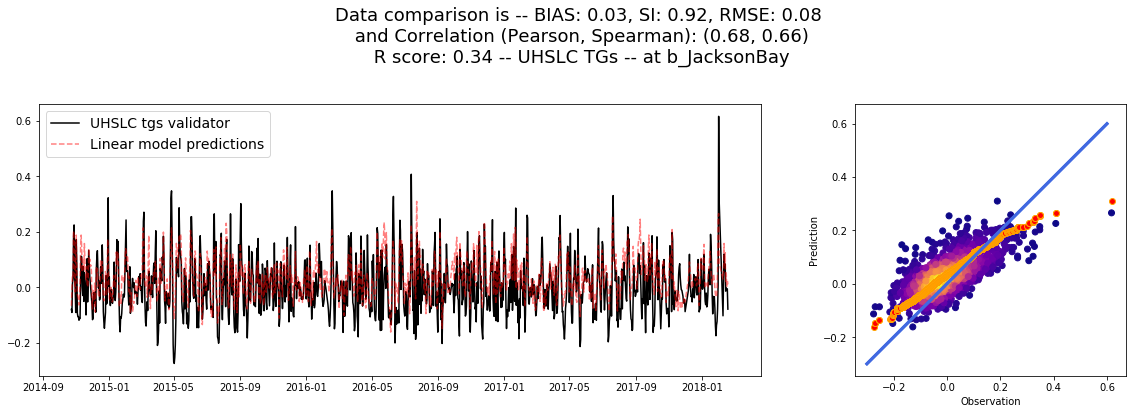 Data comparison is -- BIAS: 0.03, SI: 0.92, RMSE: 0.08
and Correlation (Pearson, Spearman): (0.68, 0.66)
R score: 0.34 -- UHSLC TGs -- at b_JacksonBay
UHSLC tgs validator
Linear model predictions
0.6
0.4
0.2
0.0
−0.2
2014-09 2015-01 2015-05 2015-09 2016-01 2016-05 2016-09 2017-01 2017-05 2017-09 2018-01
Prediction
0.6
0.4
0.2
0.0
−0.2
−0.2 0.0 0.2 0.4 0.6
Observation